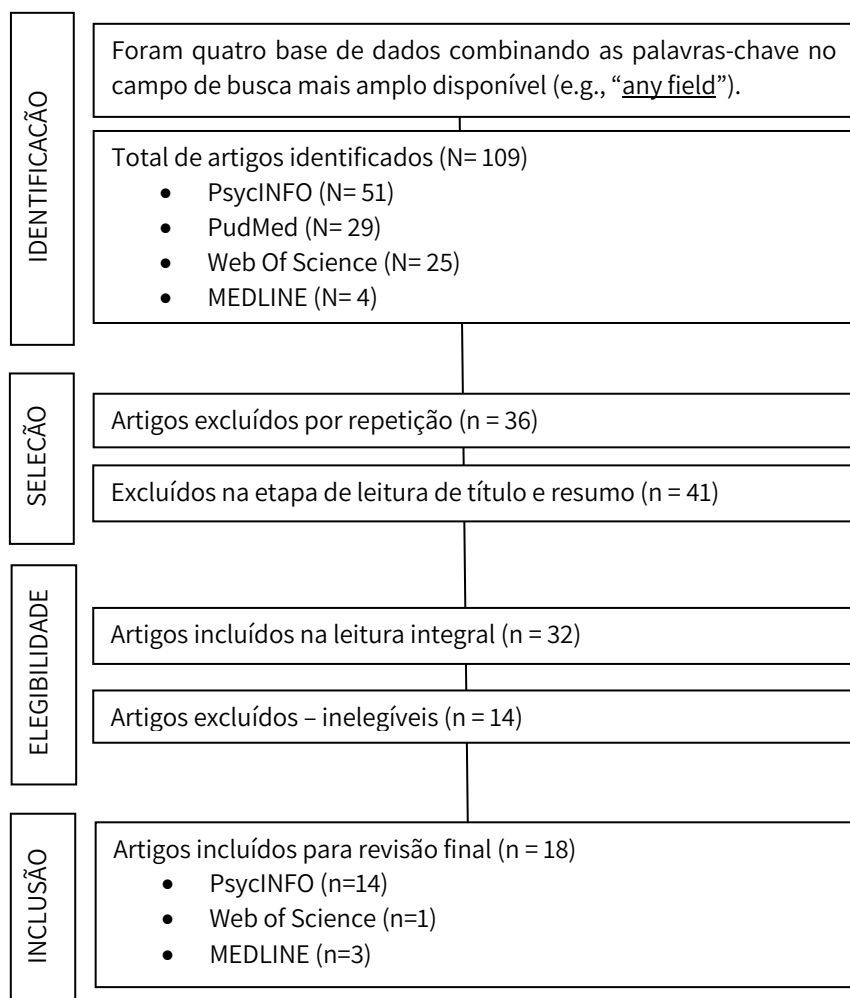 IDENTIFICAÇÃO
Foram quatro base de dados combinando as palavras-chave no
campo de busca mais amplo disponível (e.g., “any field”).
Total de artigos identificados (N= 109)
• PsycINFO (N= 51)
• PudMed (N= 29)
• Web Of Science (N= 25)
• MEDLINE (N= 4)
SELEÇÃO
Artigos excluídos por repetição (n = 36)
Excluídos na etapa de leitura de título e resumo (n = 41)
ELEGIBILIDADE
Artigos incluídos na leitura integral (n = 32)
Artigos excluídos – inelegíveis (n = 14)
INCLUSÃO
Artigos incluídos para revisão final (n = 18)
• PsycINFO (n=14)
• Web of Science (n=1)
• MEDLINE (n=3)